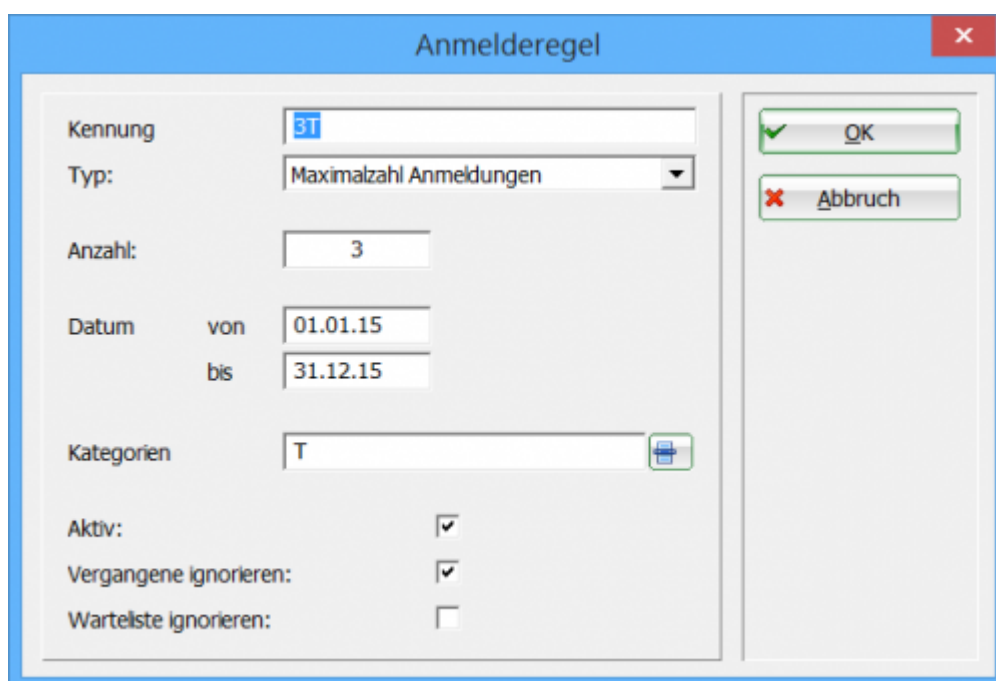 Anmelderegel
Kennung 3T
Typ: Maximalzahl Anmeldungen
Anzahl: 3
Datum von 01.01.15
bis 31.12.15
Kategorien T
Aktiv:
Vergangene ignorieren:
Warteliste ignorieren:
OK
Abbruch